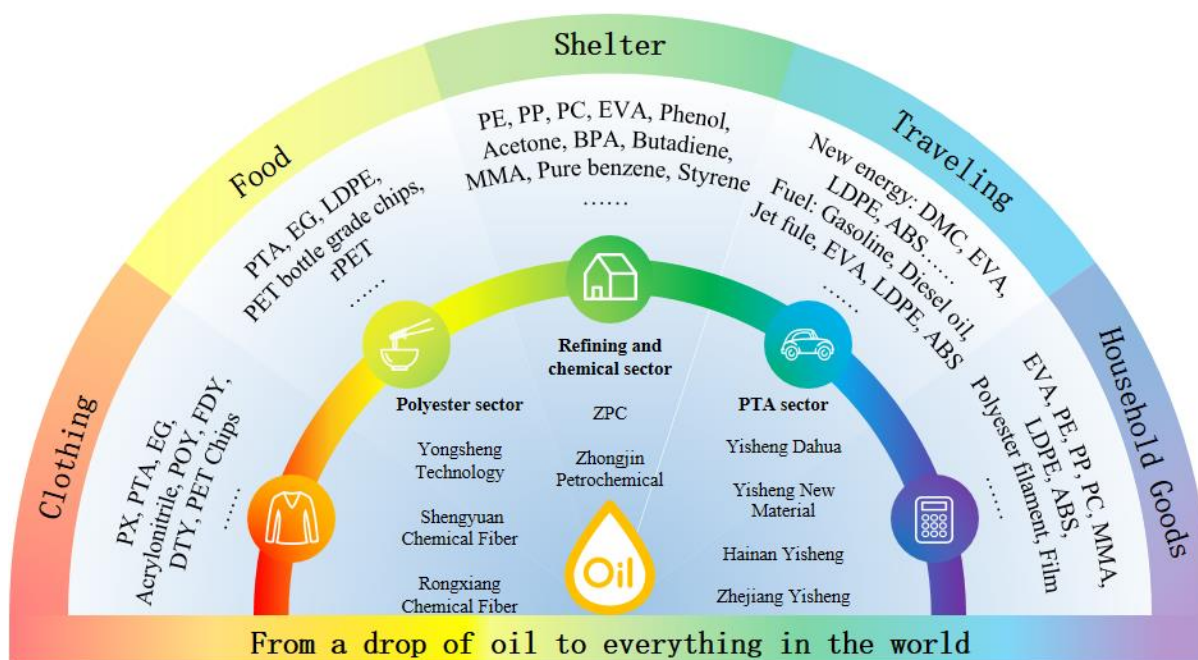 Shelter
Food
Traveling
Clothing
Household Goods
PX, PTA, EG,
Acrylonitrile, POY, FDY,
DTY, PET Chips
......
PTA, EG, LDPE,
PET bottle grade chips,
rPET
......
PE, PP, PC, EVA, Phenol,
Acetone, BPA, Butadiene,
MMA, Pure benzene, Styrene
......
New energy: DMC, EVA,
LDPE, ABS......
Fuel: Gasoline, Diesel oil,
Jet fule, EVA, LDPE, ABS
......
EVA, PE, PP, PC, MMA,
LDPE, ABS,
Polyester filament, Film
......
Polyester sector
Yongsheng
Technology
Shengyuan
Chemical Fiber
Rongxiang
Chemical Fiber
Refining and
chemical sector
ZPC
Zhongjin
Petrochemical
Oil
PTA sector
Yisheng Dahua
Yisheng New
Material
Hainan Yisheng
Zhejiang Yisheng
From a drop of oil to everything in the world